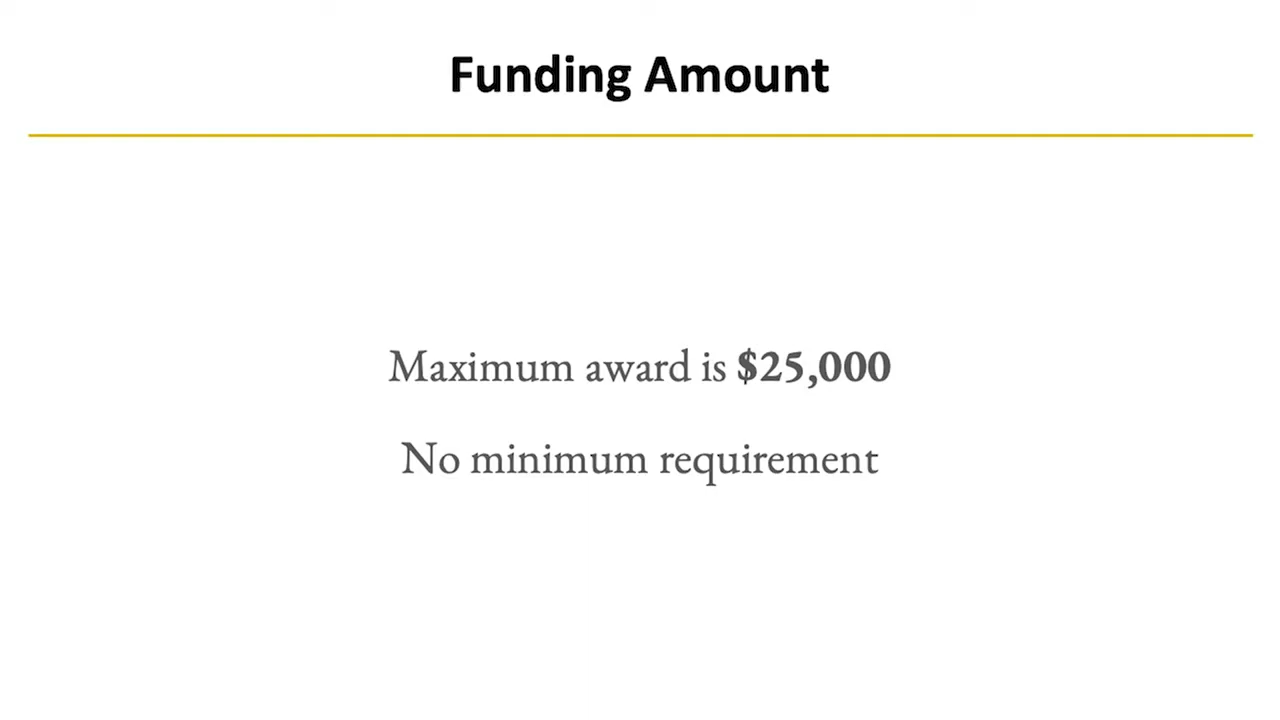 Funding Amount
Maximum award is $25,000
No minimum requirement